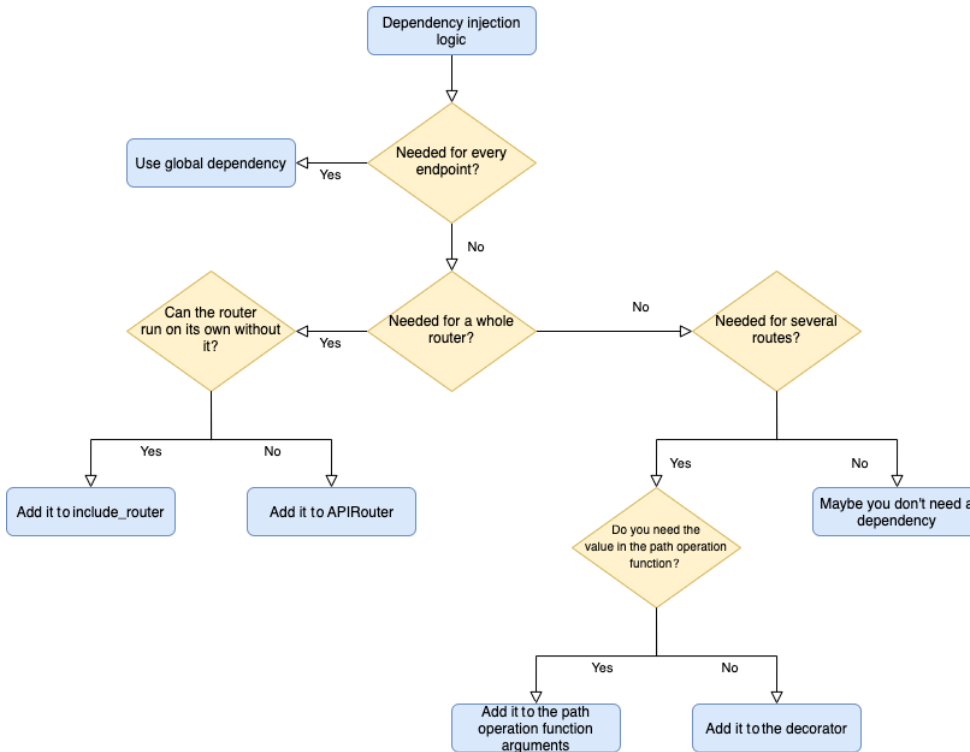 Dependency injection
logic
Needed for every
endpoint?
Use global dependency
Yes
No
Can the router
run on its own without
it?
Yes
Needed for a whole
router?
No
Needed for several
routes?
Yes
No
Yes
No
Add it to include_router
Add it to APIRouter
Do you need the
value in the path operation
function?
Maybe you don't need a
dependency
Yes
No
Add it to the path
operation function
arguments
Add it to the decorator